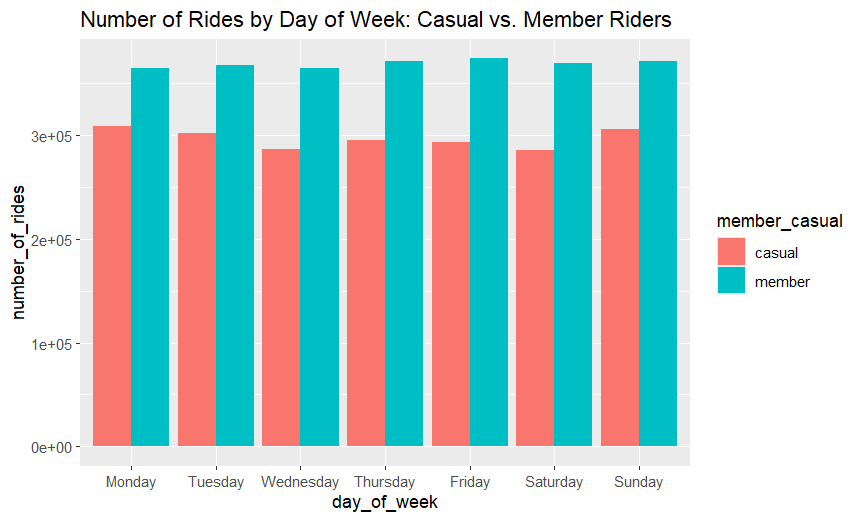 Number of Rides by Day of Week: Casual vs. Member Riders
number_of_rides
3e+05
2e+05
1e+05
0e+00
Monday Tuesday Wednesday Thursday Friday Saturday Sunday
day_of_week
member_casual
casual
member